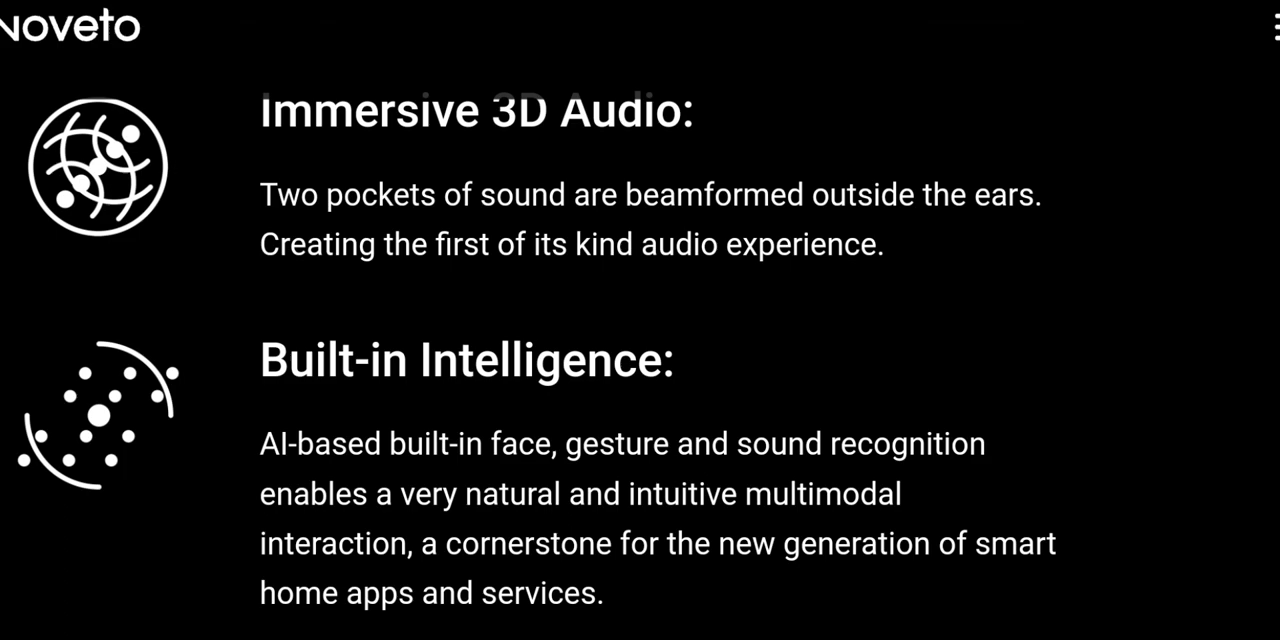 Noveto
Immersive 3D Audio:
Two pockets of sound are beamformed outside the ears.
Creating the first of its kind audio experience.
Built-in Intelligence:
AI-based built-in face, gesture and sound recognition
enables a very natural and intuitive multimodal
interaction, a cornerstone for the new generation of smart
home apps and services.